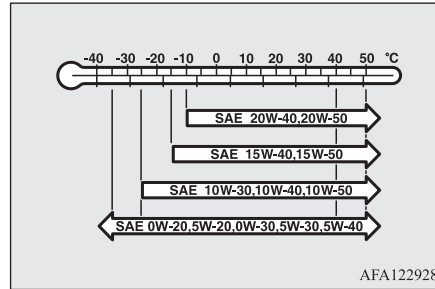 -40 -30 -20 -10 0 10 20 30 40 50 °C
SAE 20W-40,20W-50
SAE 15W-40,15W-50
SAE 10W-30,10W-40,10W-50
SAE 0W-20,5W-20,0W-30,5W-30,5W-40
AFA122928